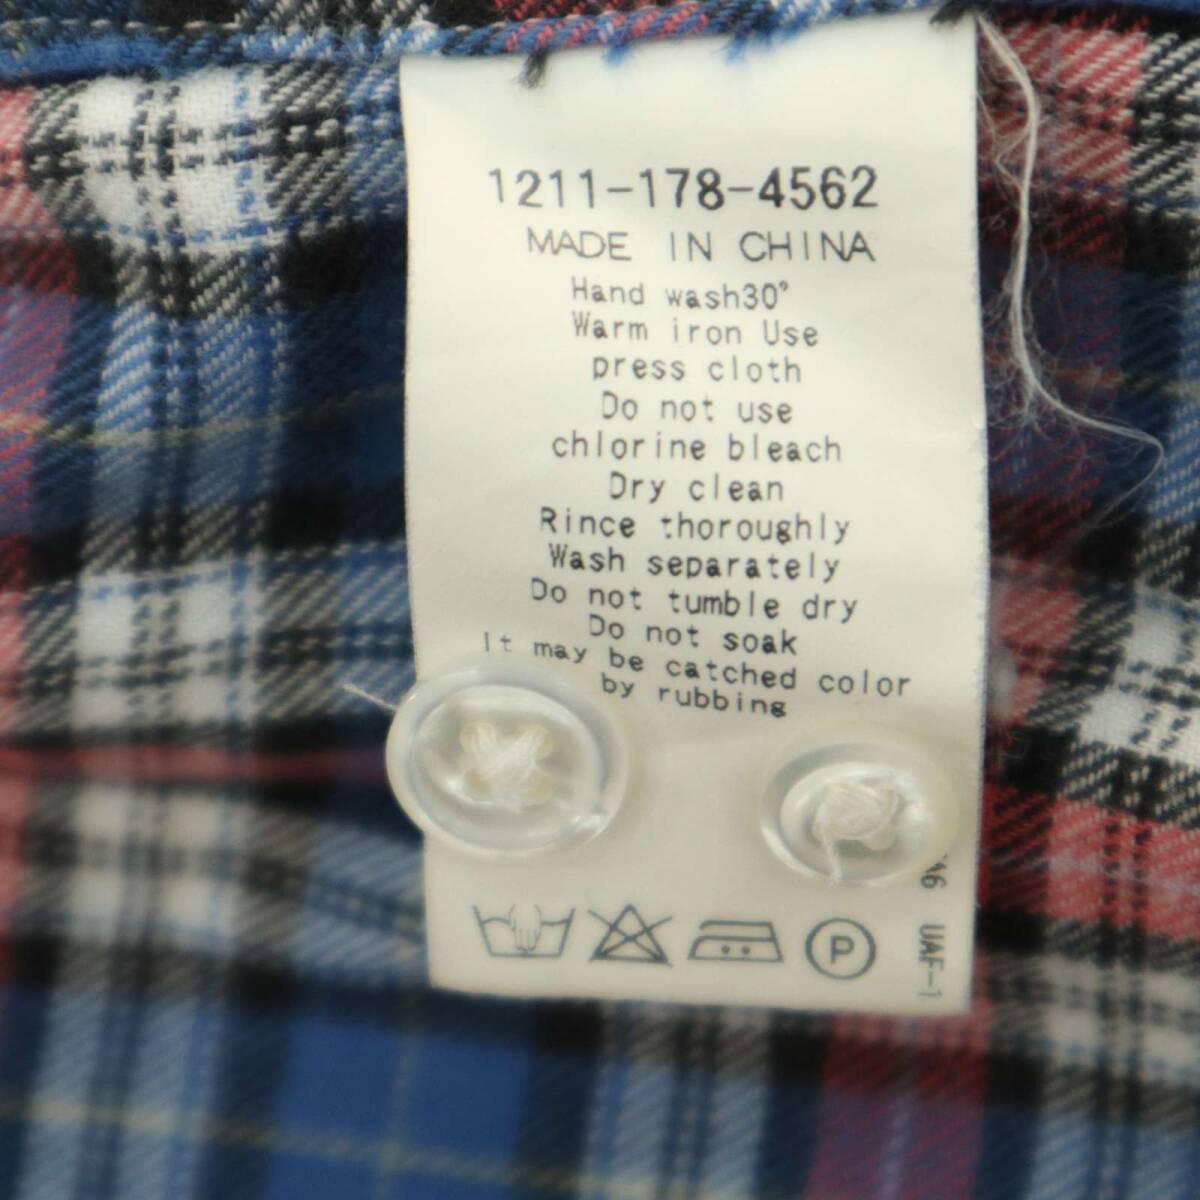 1211-178-4562
MADE IN CHINA
Hand wash30°
Warm iron Use
press cloth
Do not use
chlorine bleach
Dry clean
Rince thoroughly
Wash separately
Do not tumble dry
Do not soak
It may be catched color
by rubbing
P
UAF-1